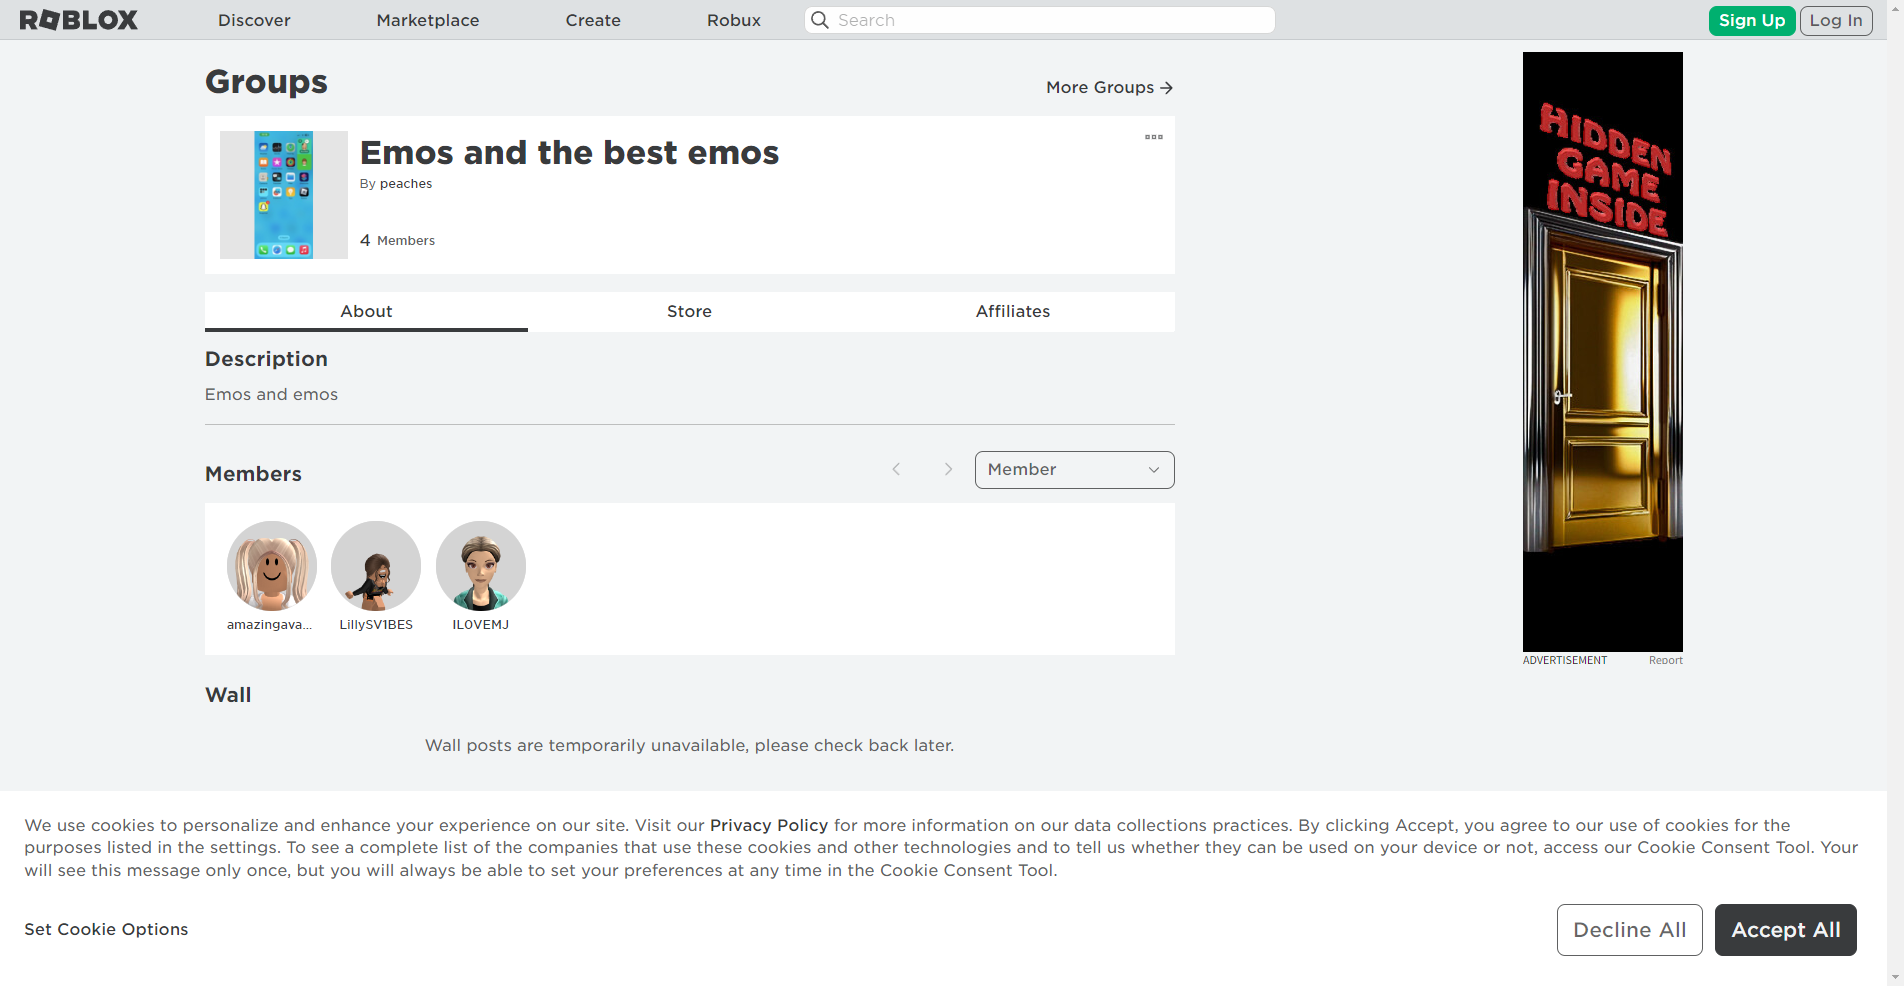 ROBLOX
Discover
Marketplace
Create
Robux
Search
Sign Up
Log In
Groups
More Groups
Emos and the best emos
By peaches
4 Members
About
Store
Affiliates
Description
Emos and emos
Members
Member
amazingava...
LillySV1BES
IL0VEMJ
Wall
Wall posts are temporarily unavailable, please check back later.
HIDDEN
GAME
INSIDE
ADVERTISEMENT
Report
We use cookies to personalize and enhance your experience on our site. Visit our Privacy Policy for more information on our data collections practices. By clicking Accept, you agree to our use of cookies for the
purposes listed in the settings. To see a complete list of the companies that use these cookies and other technologies and to tell us whether they can be used on your device or not, access our Cookie Consent Tool. Your
will see this message only once, but you will always be able to set your preferences at any time in the Cookie Consent Tool.
Set Cookie Options
Decline All
Accept All